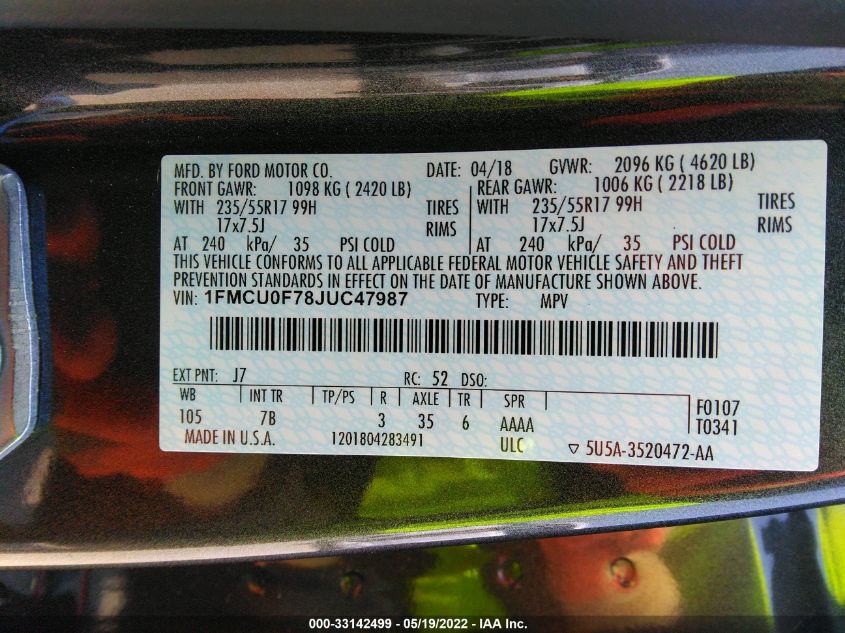 MFD. BY FORD MOTOR CO. DATE: 04/18 GVWR: 2096 KG ( 4620 LB)
FRONT GAWR: 1098 KG ( 2420 LB) REAR GAWR: 1006 KG ( 2218 LB)
WITH 235/55R17 99H TIRES WITH 235/55R17 99H TIRES
17x7.5J RIMS 17x7.5J RIMS
AT 240 kPa/ 35 PSI COLD AT 240 kPa/ 35 PSI COLD
THIS VEHICLE CONFORMS TO ALL APPLICABLE FEDERAL MOTOR VEHICLE SAFETY AND THEFT
PREVENTION STANDARDS IN EFFECT ON THE DATE OF MANUFACTURE SHOWN ABOVE.
VIN: 1FMCU0F78JUC47987 TYPE: MPV
EXT PNT: J7 RC: 52 DSO:
WB INT TR TP/PS R AXLE TR SPR
105 7B 3 35 6 AAAA
F0107
T0341
MADE IN U.S.A. 1201804283491 ULC ▽ 5U5A-3520472-AA
000-33142499 - 05/19/2022 - IAA Inc.